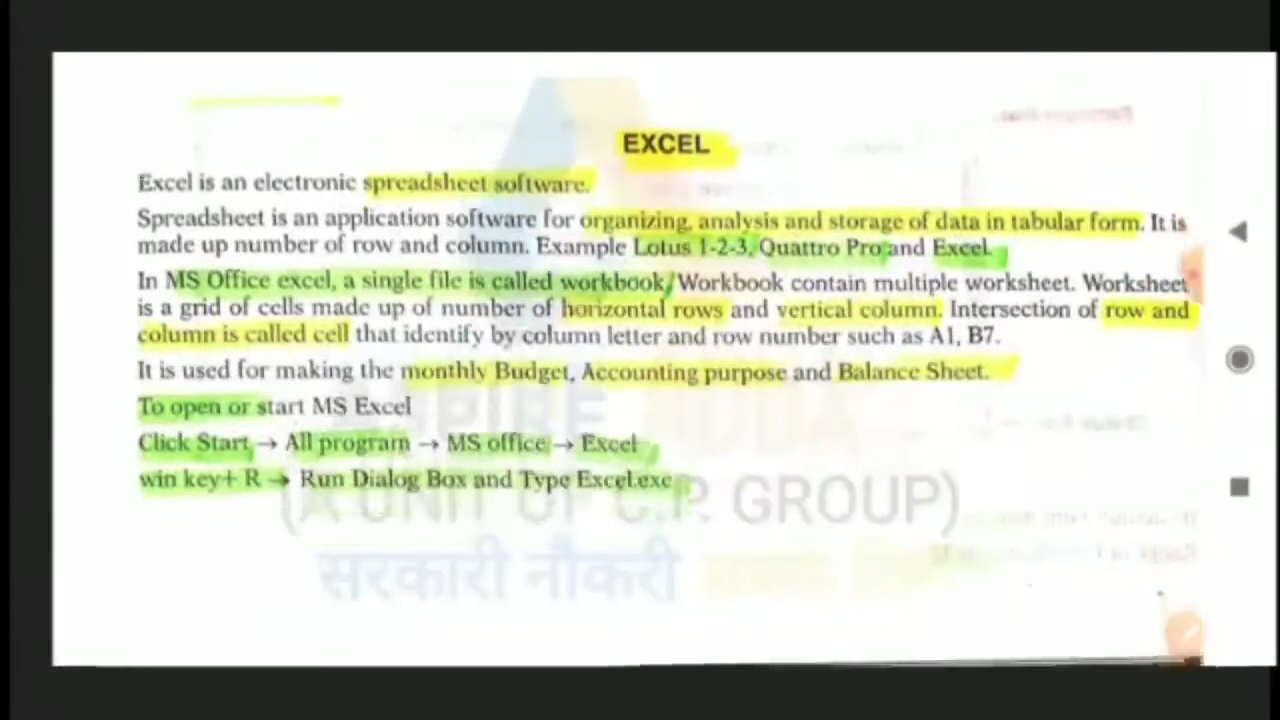 EXCEL
Excel is an electronic spreadsheet software.
Spreadsheet is an application software for organizing, analysis and storage of data in tabular form. It is
made up number of row and column. Example Lotus 1-2-3, Quattro Pro and Excel.
In MS Office excel, a single file is called workbook, Workbook contain multiple worksheet. Worksheet
is a grid of cells made up of number of horizontal rows and vertical column. Intersection of row and
column is called cell that identify by column letter and row number such as A1, B7.
It is used for making the monthly Budget, Accounting purpose and Balance Sheet.
To open or start MS Excel
Click Start → All program → MS office → Excel
win key+ R → Run Dialog Box and Type Excel.exe
ASPIRE ADDA
(A UNIT OF C.P. GROUP)
सरकारी नौकरी